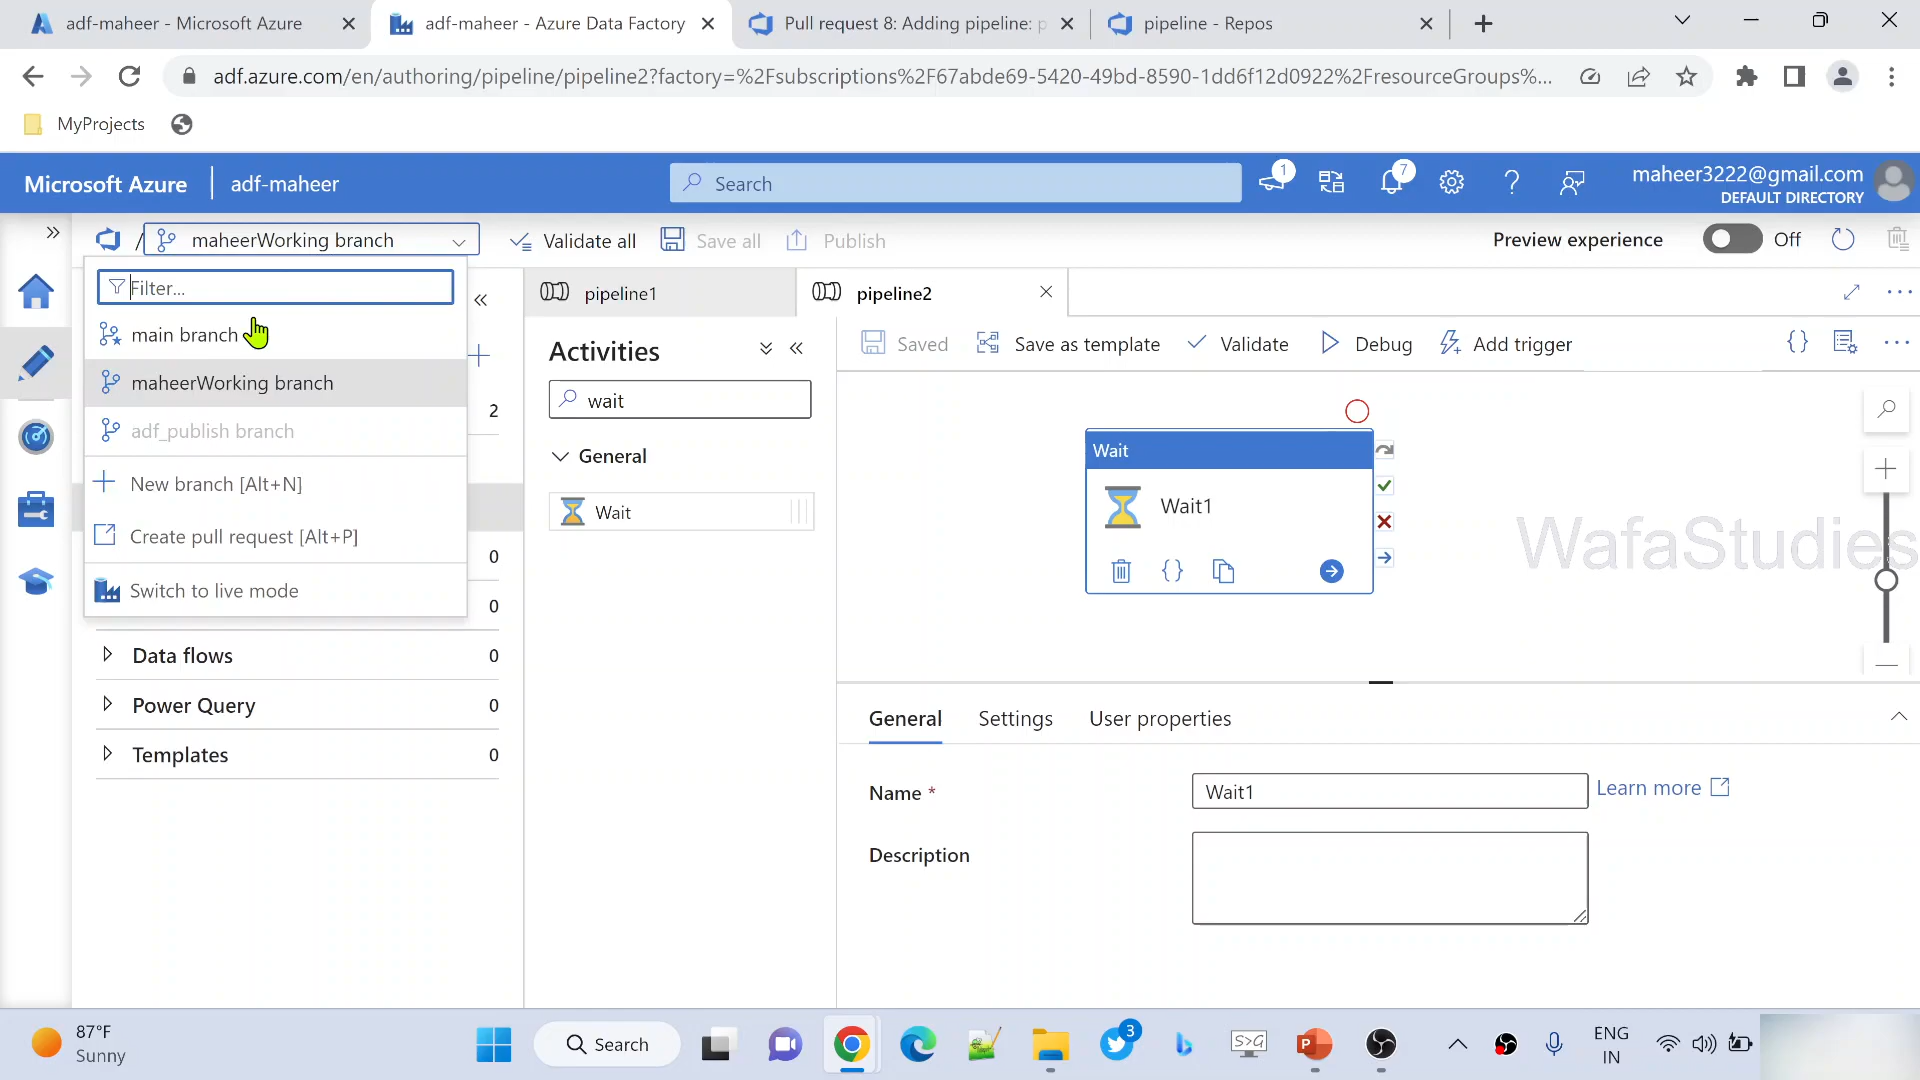 adf-maheer - Microsoft Azure
adf-maheer - Azure Data Factory
Pull request 8: Adding pipeline: p
pipeline - Repos
adf.azure.com/en/authoring/pipeline/pipeline2?factory=%2Fsubscriptions%2F67abde69-5420-49bd-8590-1dd6f12d0922%2FresourceGroups%...
MyProjects
Microsoft Azure
adf-maheer
Search
1
7
maheer3222@gmail.com
DEFAULT DIRECTORY
/
maheerWorking branch
Validate all
Save all
Publish
Preview experience
Off
Filter...
main branch
maheerWorking branch
adf_publish branch
New branch [Alt+N]
Create pull request [Alt+P]
Switch to live mode
2
0
0
Data flows 0
Power Query 0
Templates 0
pipeline1
pipeline2
Activities
wait
General
Wait
Saved
Save as template
Validate
Debug
Add trigger
Wait
Wait1
WafaStudies
General
Settings
User properties
Name *
Wait1
Learn more
Description
87°F
Sunny
Search
3
S>G
P
ENG
IN